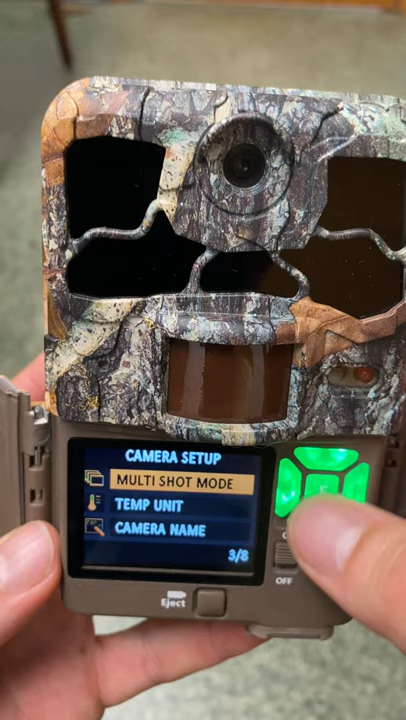 CAMERA SETUP
MULTI SHOT MODE
TEMP UNIT
CAMERA NAME
3/8
OFF
Eject